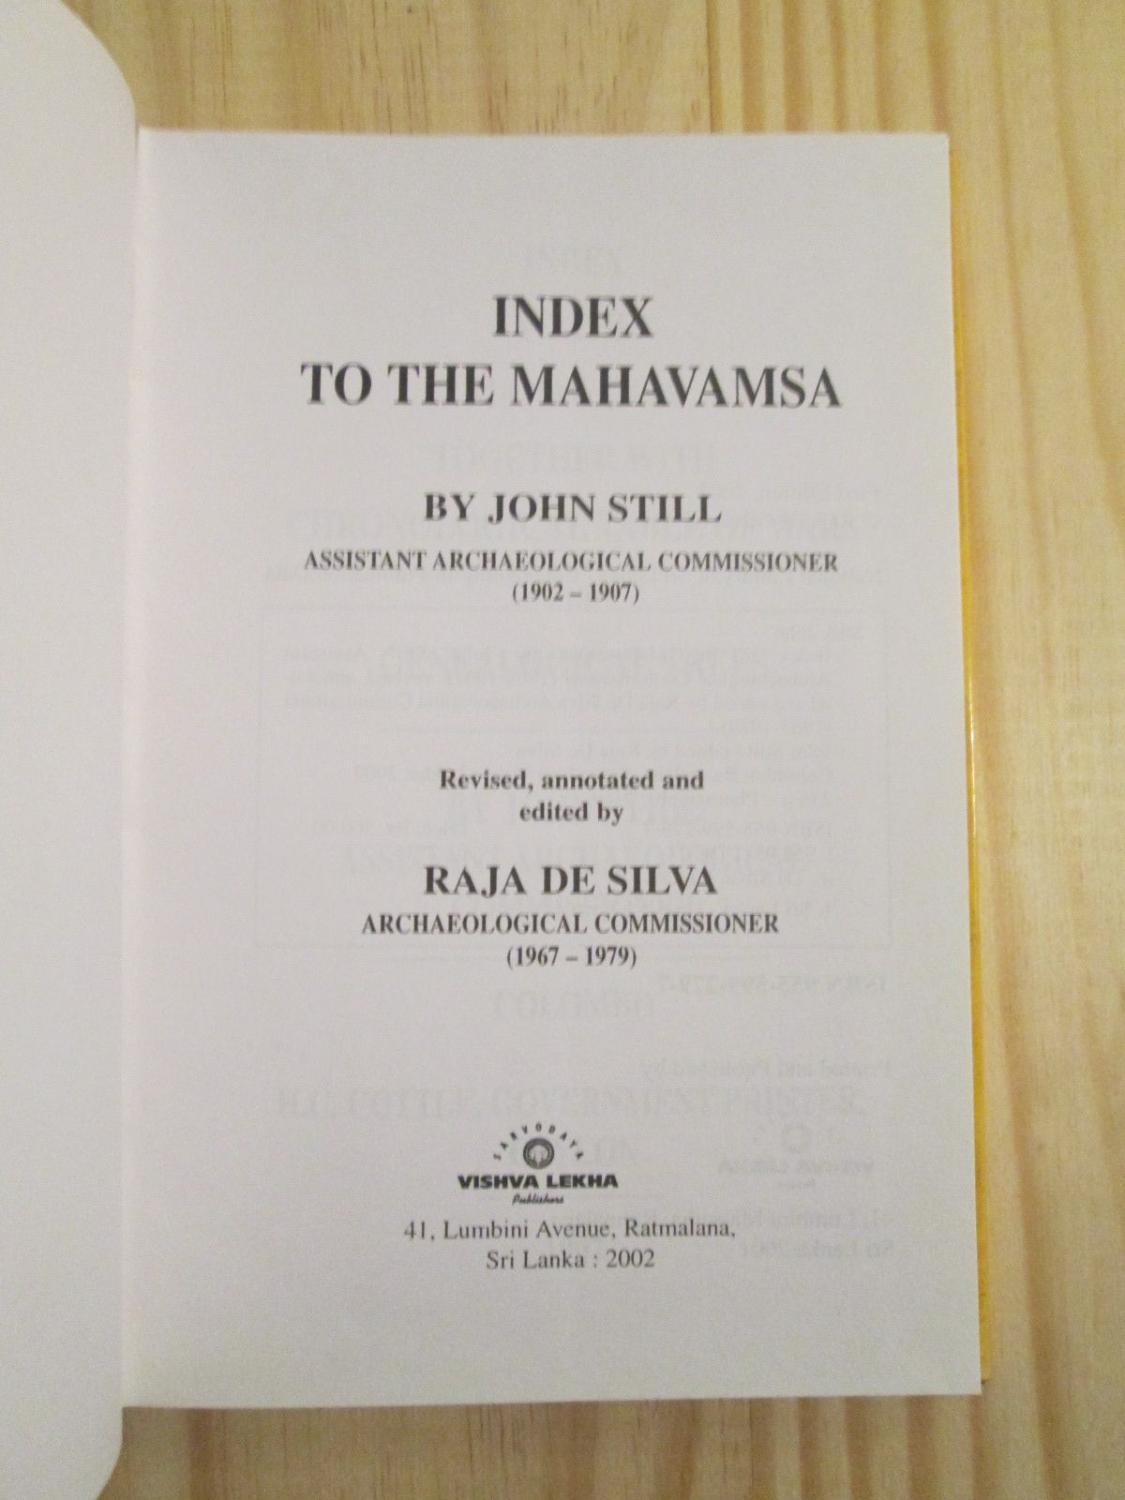 INDEX
TO THE MAHAVAMSA
BY JOHN STILL
ASSISTANT ARCHAEOLOGICAL COMMISSIONER
(1902 – 1907)
Revised, annotated and
edited by
RAJA DE SILVA
ARCHAEOLOGICAL COMMISSIONER
(1967 – 1979)
SARVODAYA
VISHVA LEKHA
Publishers
41, Lumbini Avenue, Ratmalana,
Sri Lanka : 2002